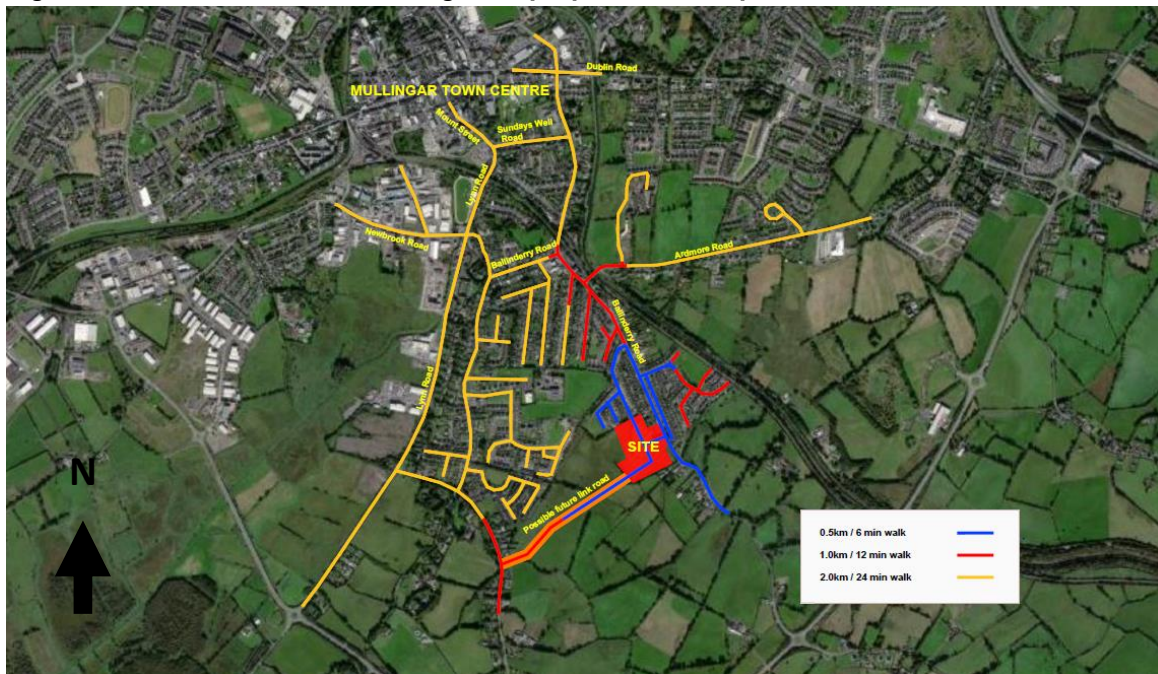 Dublin Road
MULLINGAR TOWN CENTRE
Mount Street
Sundays Well
Road
Lynn Road
Newbrook Road
Ballinderry Road
Ardmore Road
Ballinderry Road
Lynn Road
SITE
N
Possible future link road
0.5km / 6 min walk
1.0km / 12 min walk
2.0km / 24 min walk